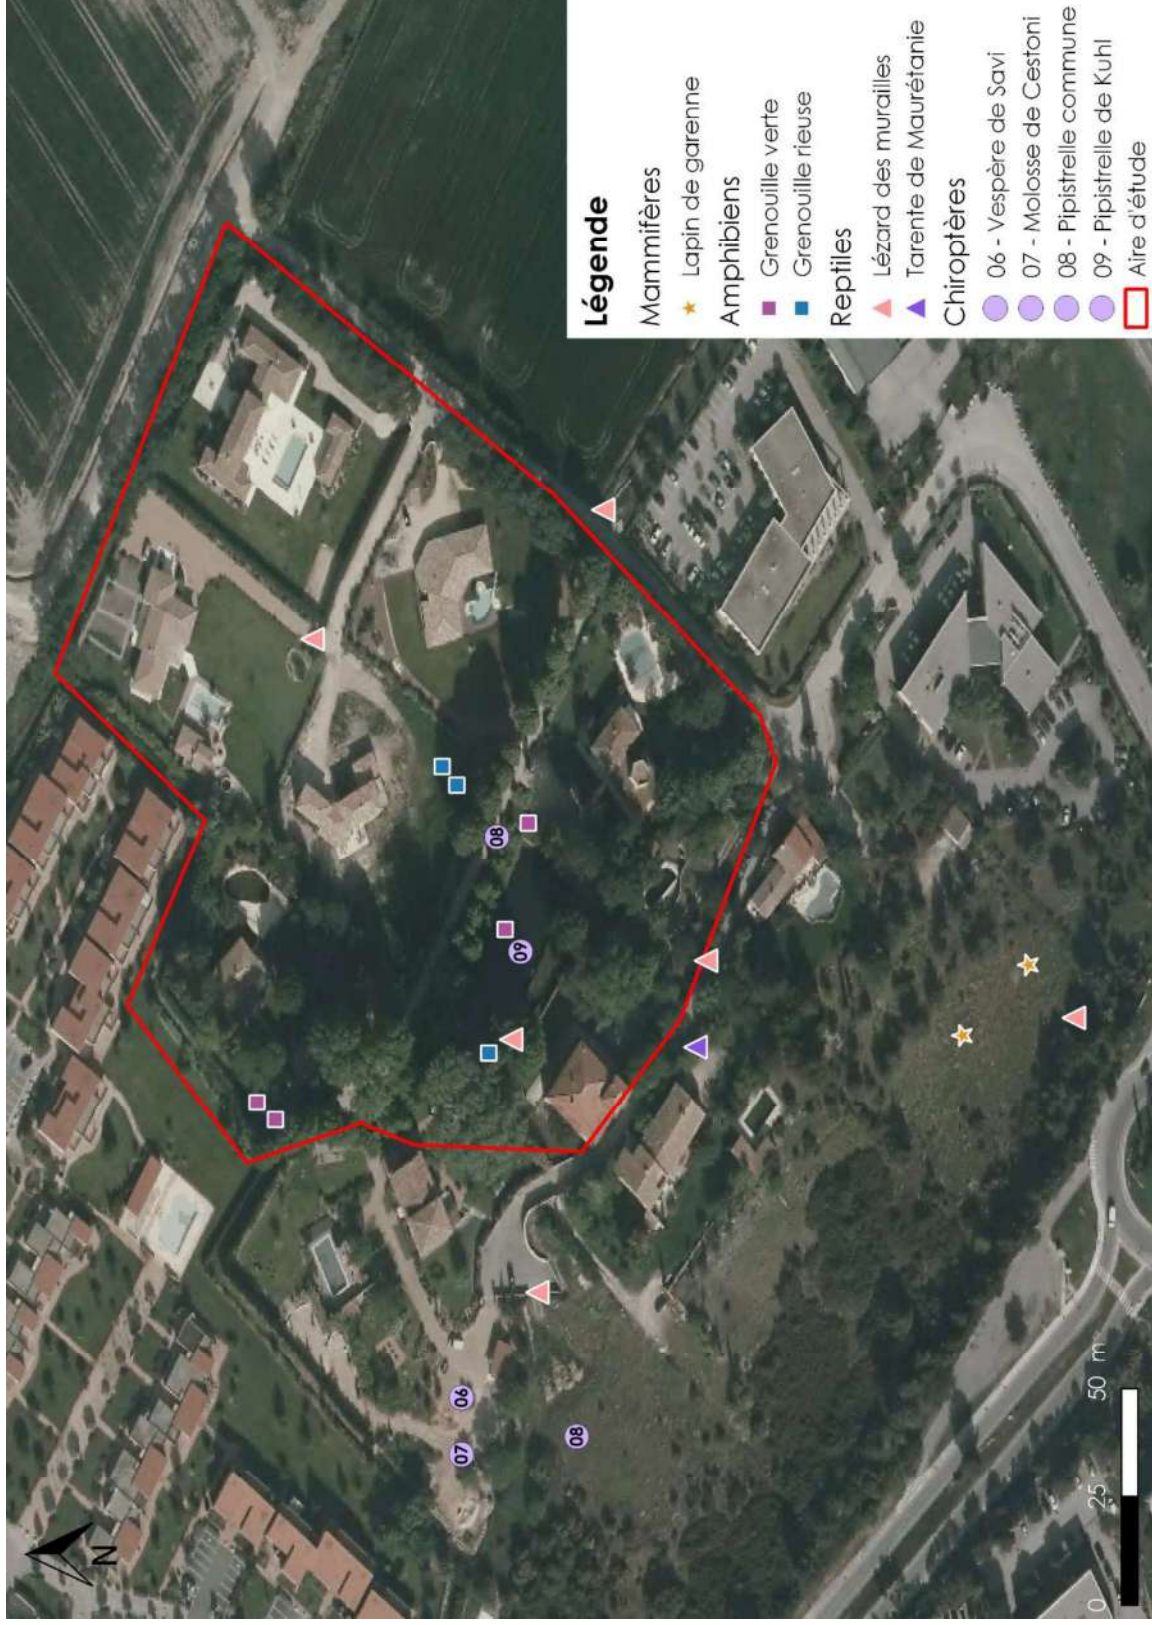 Légende
Mammifères
Lapin de garenne
Amphibiens
Grenouille verte
Grenouille rieuse
Reptiles
Lézard des murailles
Tarente de Maurétanie
Chiroptères
06 - Vespère de Savi
07 - Molosse de Cestoni
08 - Pipistrelle commune
09 - Pipistrelle de Kuhl
Aire d'étude
N
07
06
08
09
08
0 25 50 m